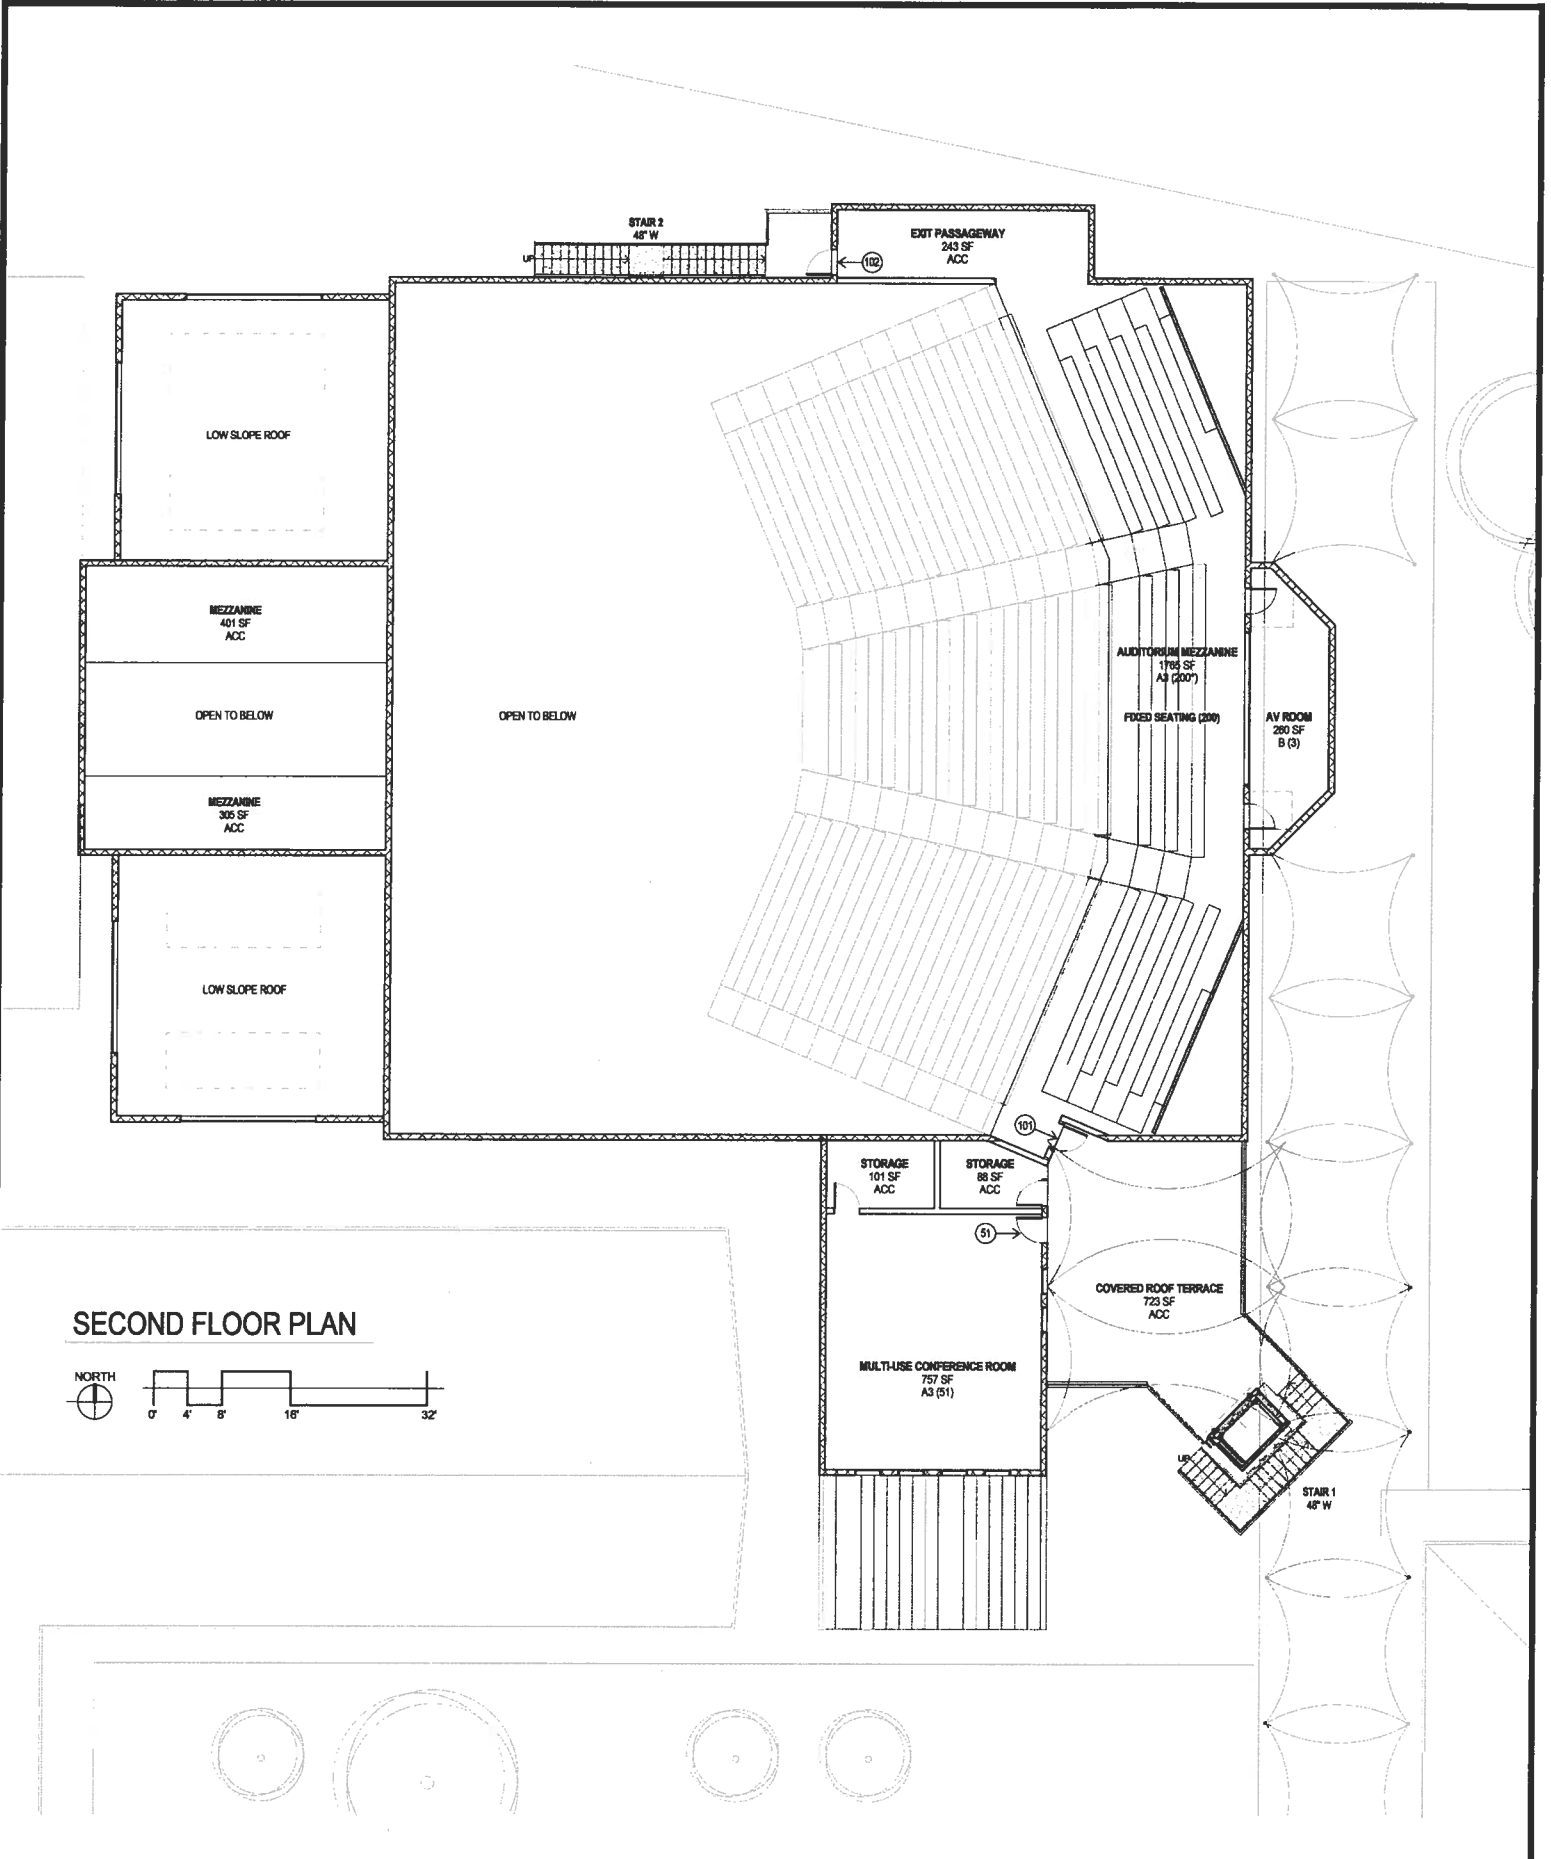 STAIR 2
48" W
UP
EXIT PASSAGEWAY
243 SF
ACC
102
LOW SLOPE ROOF
MEZZANINE
401 SF
ACC
OPEN TO BELOW
OPEN TO BELOW
AUDITORIUM MEZZANINE
1765 SF
A3 (200*)
FIXED SEATING (200)
AV ROOM
260 SF
B (3)
MEZZANINE
305 SF
ACC
LOW SLOPE ROOF
101
STORAGE
101 SF
ACC
STORAGE
88 SF
ACC
51
COVERED ROOF TERRACE
723 SF
ACC
SECOND FLOOR PLAN
MULTI-USE CONFERENCE ROOM
757 SF
A3 (51)
NORTH
0' 4' 8' 16' 32'
UP
STAIR 1
48" W